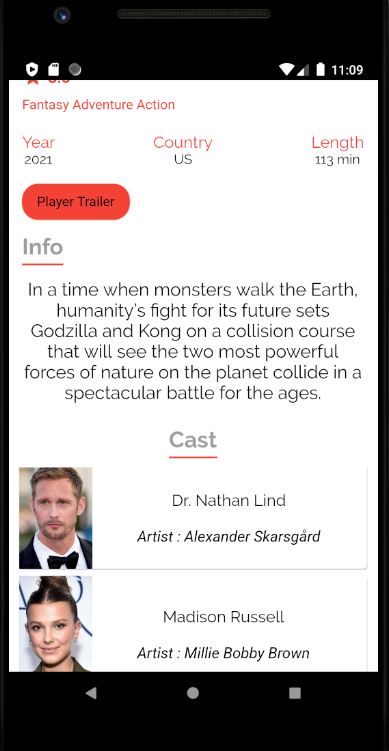 11:09
Fantasy Adventure Action
Year
Country
Length
2021
US
113 min
Player Trailer
Info
In a time when monsters walk the Earth,
humanity's fight for its future sets
Godzilla and Kong on a collision course
that will see the two most powerful
forces of nature on the planet collide in a
spectacular battle for the ages.
Cast
Dr. Nathan Lind
Artist : Alexander Skarsgård
Madison Russell
Artist : Millie Bobby Brown